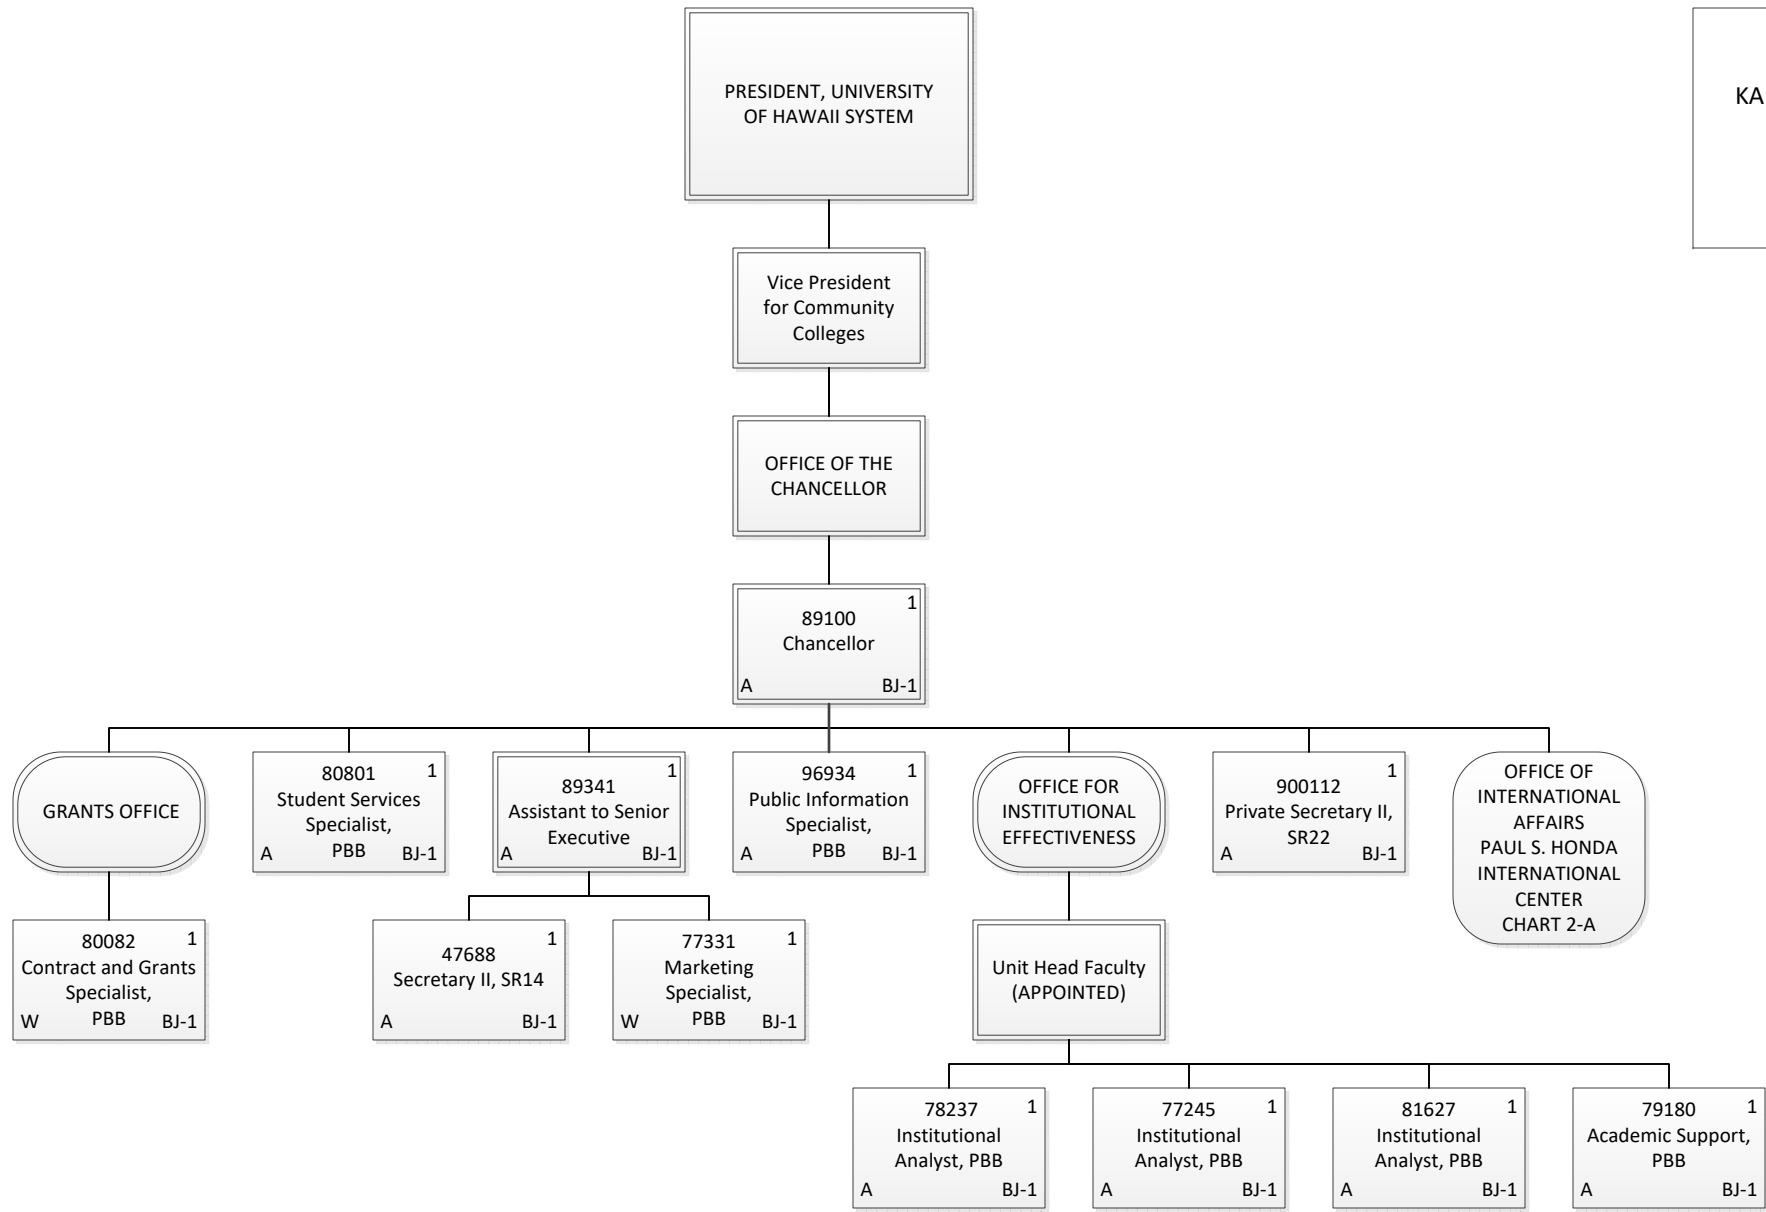 PRESIDENT, UNIVERSITY
OF HAWAII SYSTEM
KA
Vice President
for Community
Colleges
OFFICE OF THE
CHANCELLOR
1
89100
Chancellor
A BJ-1
GRANTS OFFICE
80801 1
Student Services
Specialist,
PBB
A BJ-1
1
89341
Assistant to Senior
Executive
A BJ-1
96934 1
Public Information
Specialist,
PBB
A BJ-1
OFFICE FOR
INSTITUTIONAL
EFFECTIVENESS
1
900112
Private Secretary II,
SR22
A BJ-1
OFFICE OF
INTERNATIONAL
AFFAIRS
PAUL S. HONDA
INTERNATIONAL
CENTER
CHART 2-A
80082 1
Contract and Grants
Specialist,
PBB
W BJ-1
1
47688
Secretary II, SR14
A BJ-1
77331 1
Marketing
Specialist,
PBB
W BJ-1
Unit Head Faculty
(APPOINTED)
78237 1
Institutional
Analyst, PBB
A BJ-1
77245 1
Institutional
Analyst, PBB
A BJ-1
81627 1
Institutional
Analyst, PBB
A BJ-1
79180 1
Academic Support,
PBB
A BJ-1